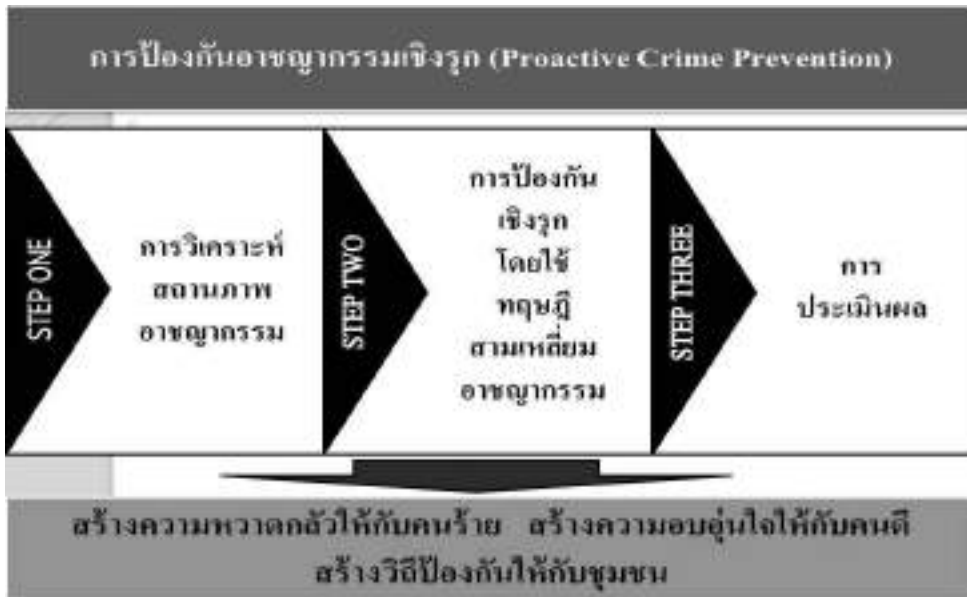 การป้องกันอาชญากรรมเชิงรุก (Proactive Crime Prevention)
STEP ONE
การวิเคราะห์
สถานภาพ
อาชญากรรม
STEP TWO
การป้องกัน
เชิงรุก
โดยใช้
ทฤษฎี
สามเหลี่ยม
อาชญากรรม
STEP THREE
การ
ประเมินผล
สร้างความหวาดกลัวให้กับคนร้าย สร้างความอบอุ่นใจให้กับคนดี
สร้างวิถีป้องกันให้กับชุมชน